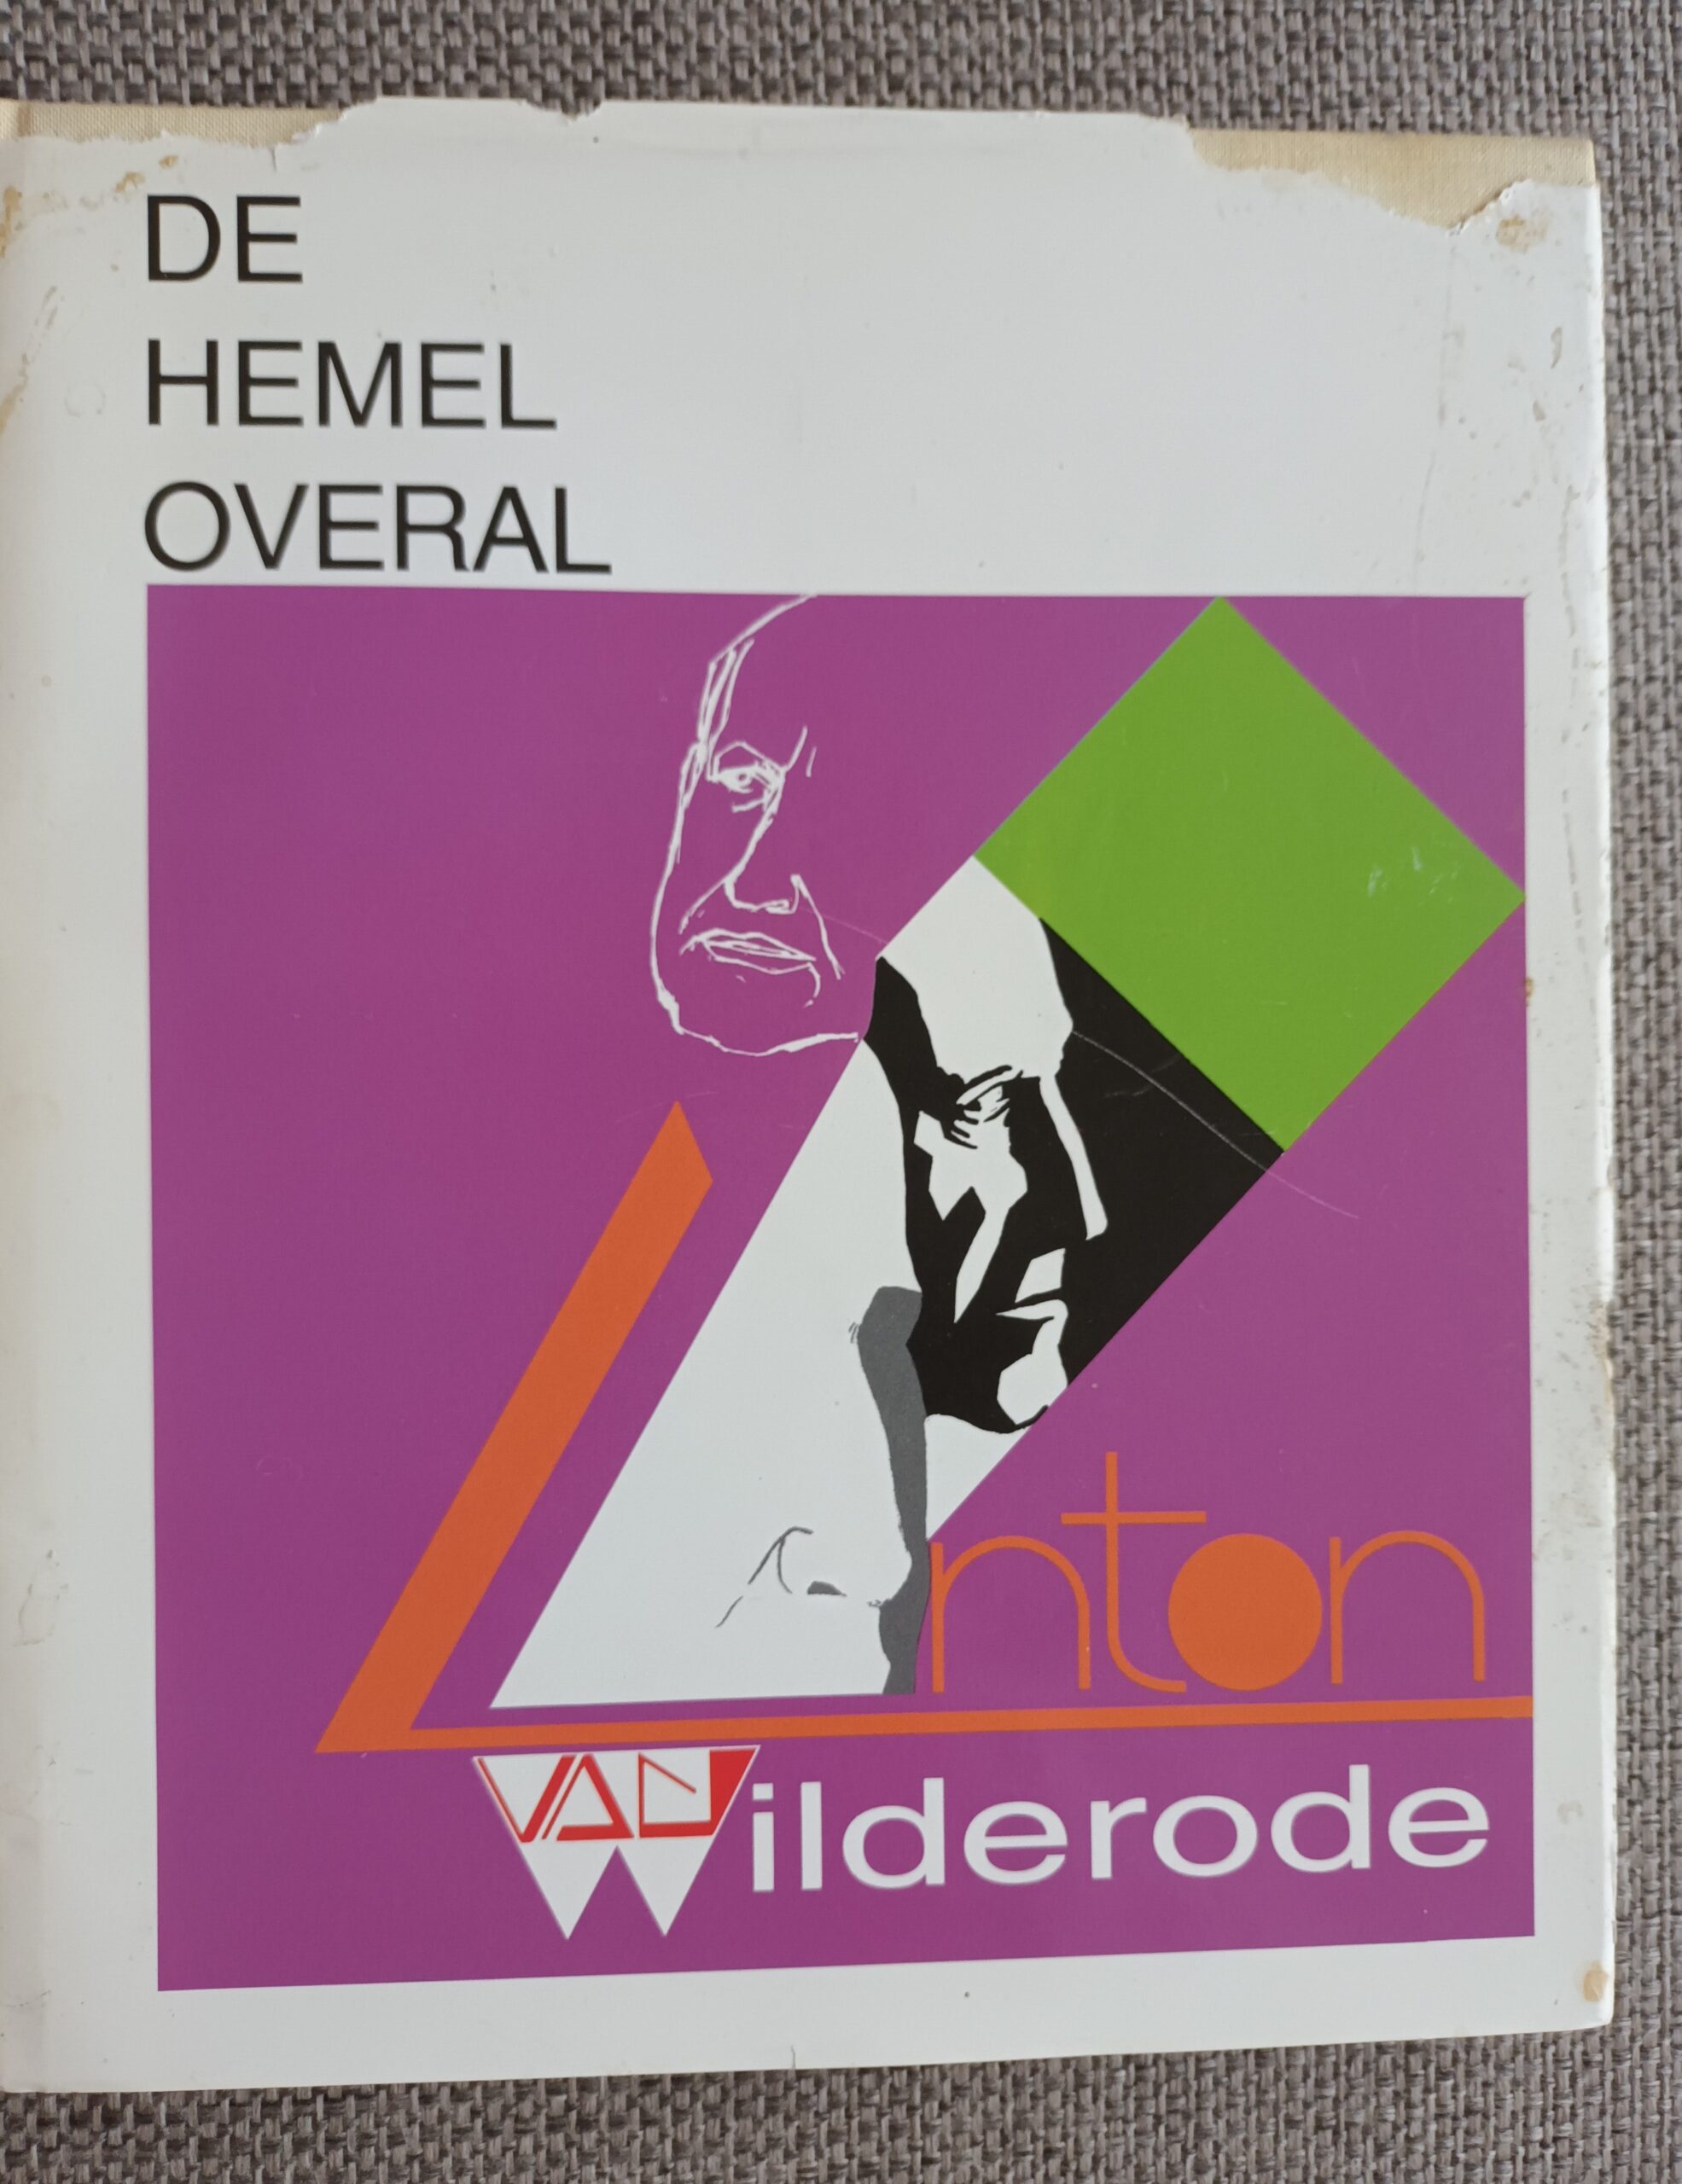 DE
HEMEL
OVERAL
Anton
VAN
Wilderode